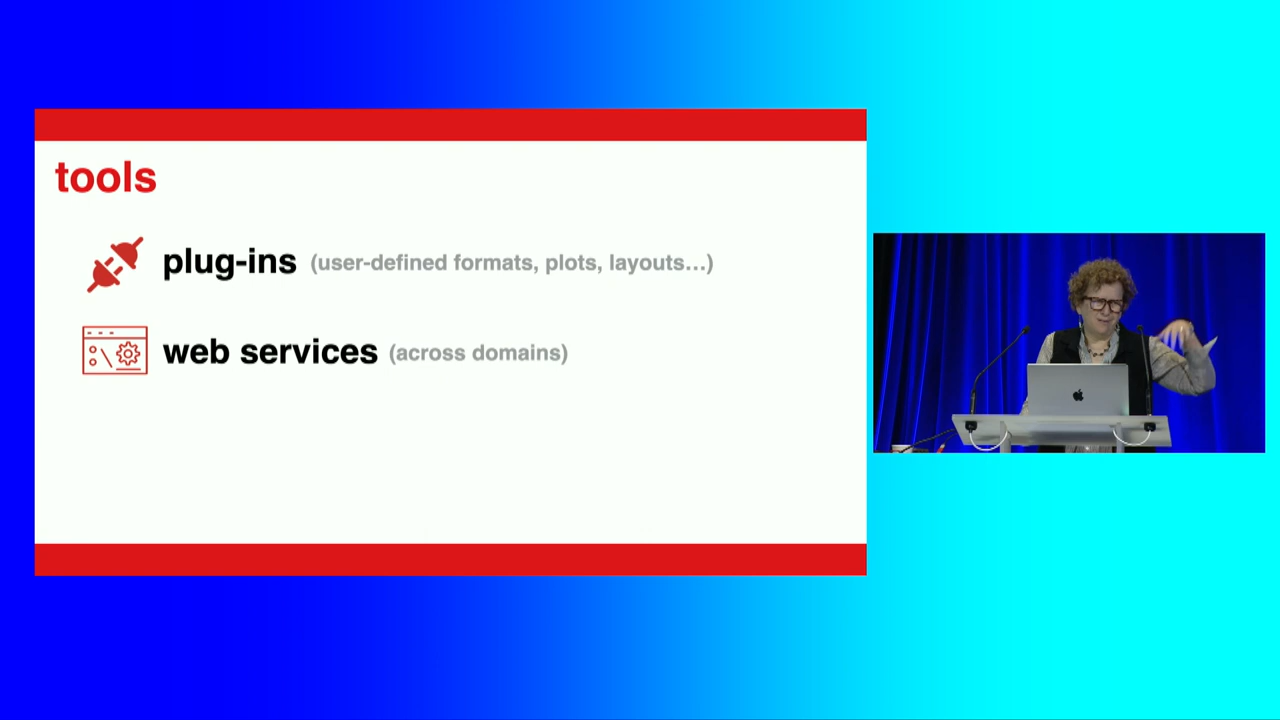 tools
plug-ins (user-defined formats, plots, layouts…)
web services (across domains)